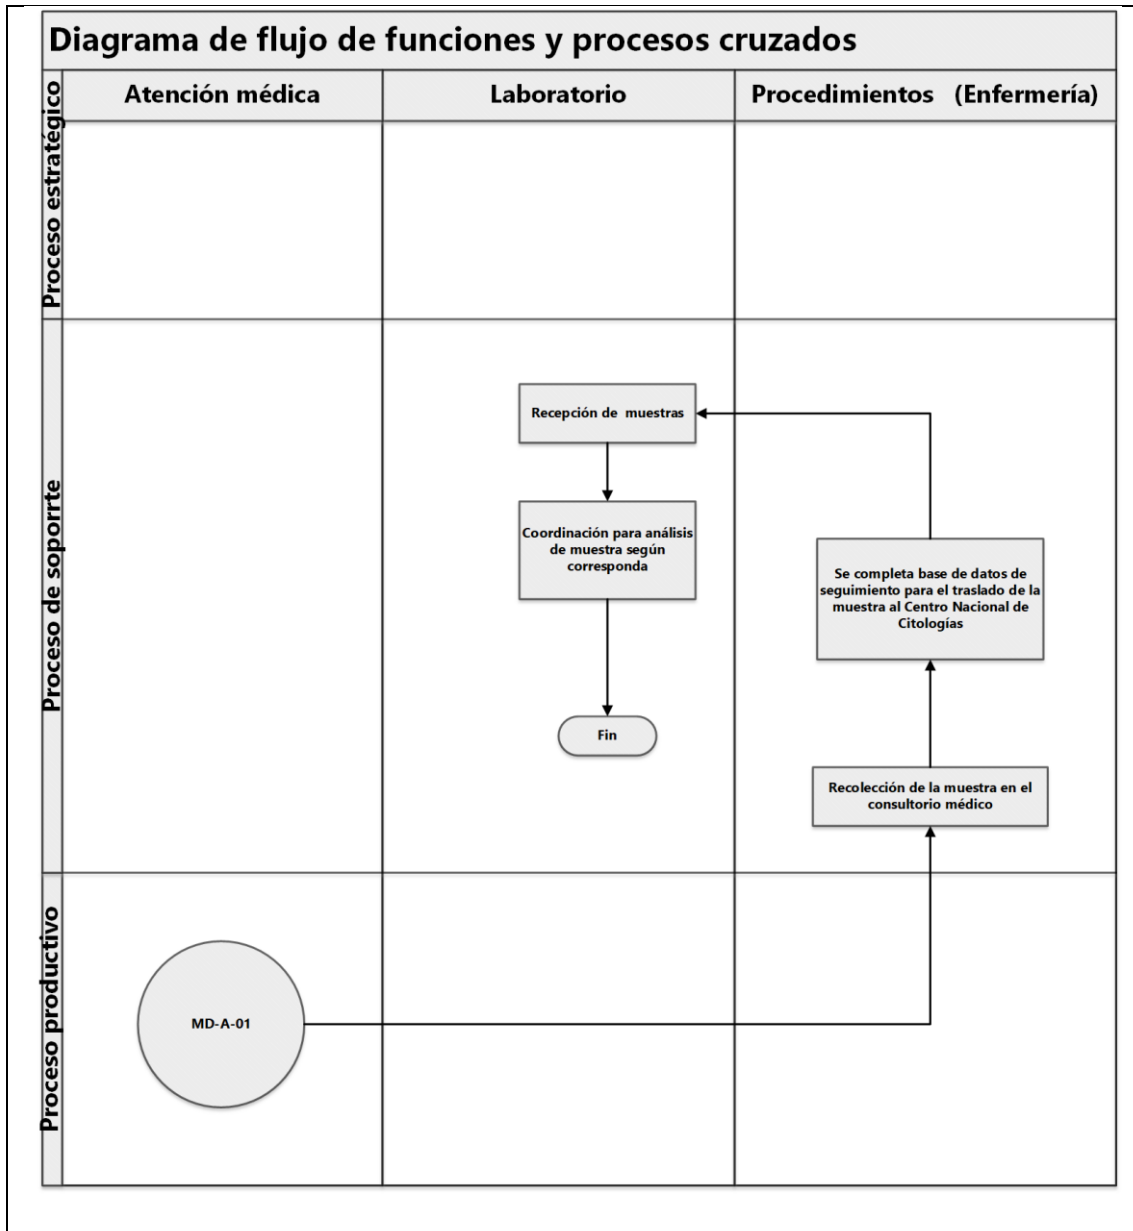 Diagrama de flujo de funciones y procesos cruzados
Atención médica
Laboratorio
Procedimientos (Enfermería)
Proceso estratégico
Proceso de soporrte
Recepción de muestras
Coordinación para análisis
de muestra según
corresponda
Fin
Se completa base de datos de
seguimiento para el traslado de la
muestra al Centro Nacional de
Citologías
Recolección de la muestra en el
consultorio médico
Proceso productivo
MD-A-01